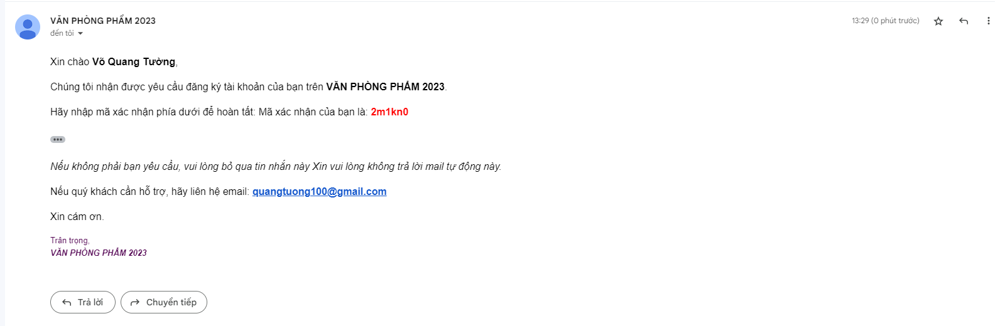 VĂN PHÒNG PHẨM 2023
13:29 (0 phút trước)
đến tôi
Xin chào Võ Quang Tường,
Chúng tôi nhận được yêu cầu đăng ký tài khoản của bạn trên VĂN PHÒNG PHẨM 2023.
Hãy nhập mã xác nhận phía dưới để hoàn tất: Mã xác nhận của bạn là: 2m1kn0
Nếu không phải bạn yêu cầu, vui lòng bỏ qua tin nhắn này Xin vui lòng không trả lời mail tự động này.
Nếu quý khách cần hỗ trợ, hãy liên hệ email: quangtuong100@gmail.com
Xin cám ơn.
Trân trọng,
VĂN PHÒNG PHẨM 2023
Trả lời
Chuyển tiếp